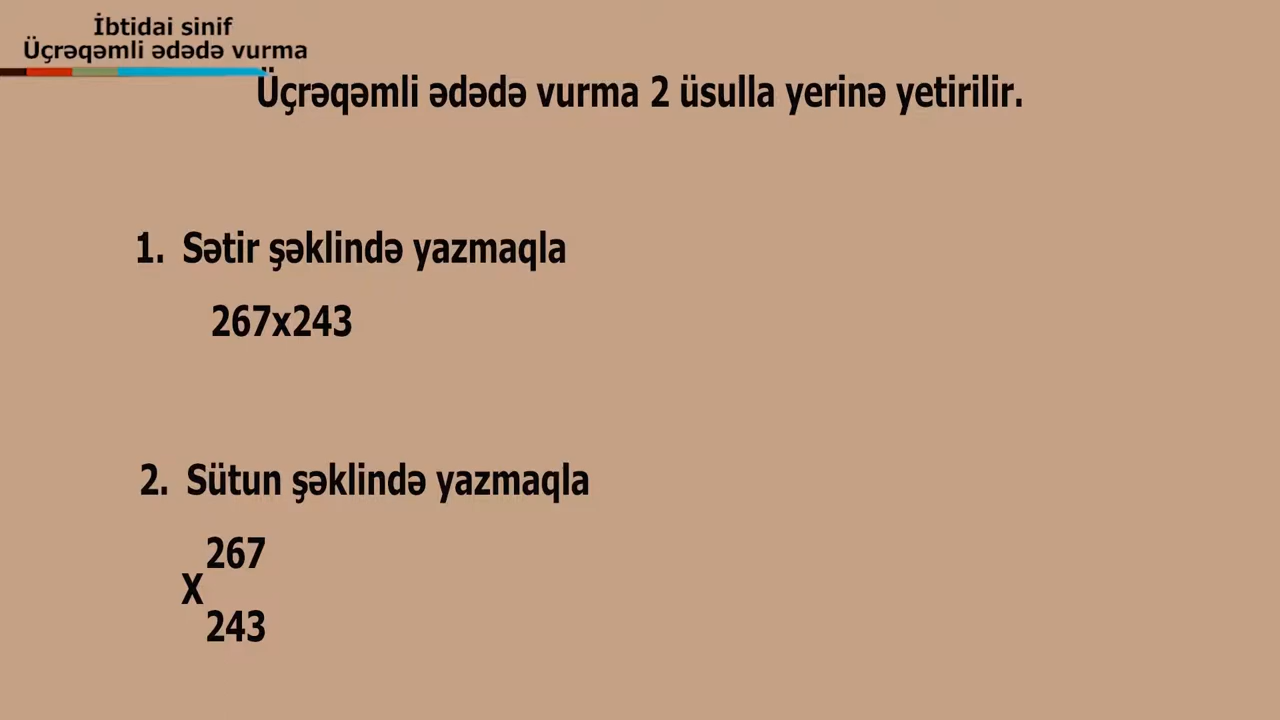 İbtidai sinif
Üçrəqəmli ədədə vurma
Üçrəqəmli ədədə vurma 2 üsulla yerinə yetirilir.
1. Sətir şəklində yazmaqla
267x243
2. Sütun şəklində yazmaqla
267
X
243